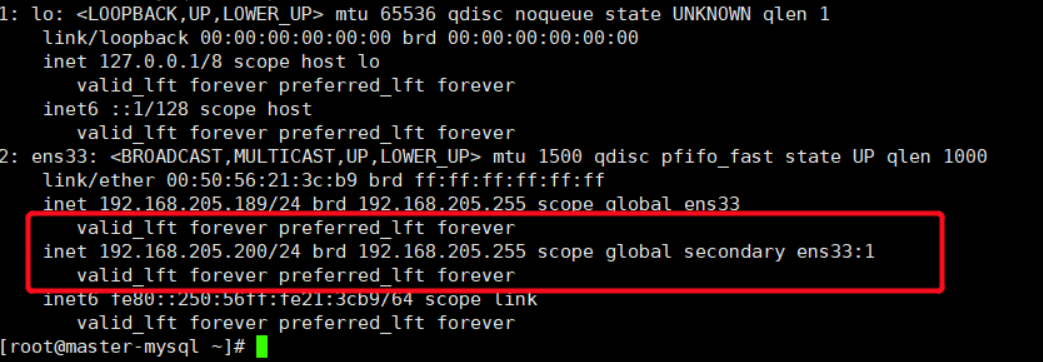 1: lo: <LOOPBACK,UP,LOWER_UP> mtu 65536 qdisc noqueue state UNKNOWN qlen 1
link/loopback 00:00:00:00:00:00 brd 00:00:00:00:00:00
inet 127.0.0.1/8 scope host lo
valid_lft forever preferred_lft forever
inet6 ::1/128 scope host
valid_lft forever preferred_lft forever
2: ens33: <BROADCAST,MULTICAST,UP,LOWER_UP> mtu 1500 qdisc pfifo_fast state UP qlen 1000
link/ether 00:50:56:21:3c:b9 brd ff:ff:ff:ff:ff:ff
inet 192.168.205.189/24 brd 192.168.205.255 scope global ens33
valid_lft forever preferred_lft forever
inet 192.168.205.200/24 brd 192.168.205.255 scope global secondary ens33:1
valid_lft forever preferred_lft forever
inet6 fe80::250:56ff:fe21:3cb9/64 scope link
valid_lft forever preferred_lft forever
[root@master-mysql ~]#